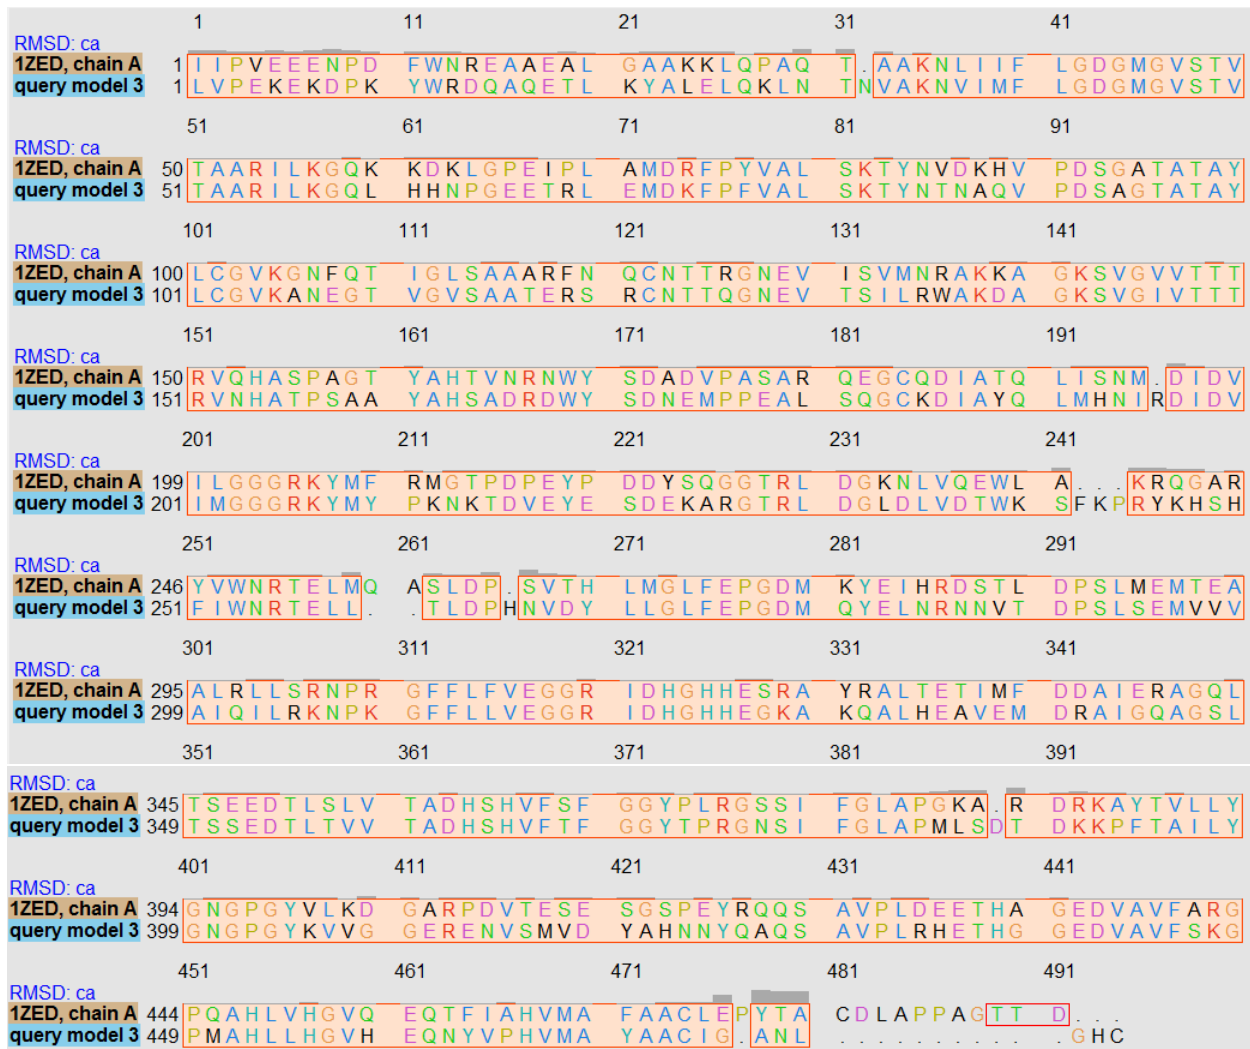 1 11 21 31 41
RMSD: ca
1ZED, chain A 1 I I P V E E E N P D F W N R E A A E A L G A A K K L Q P A Q T . A A K N L I I F L G D G M G V S T V
query model 3 1 L V P E K E K D P K Y W R D Q A Q E T L K Y A L E L Q K L N T N V A K N V I M F L G D G M G V S T V
51 61 71 81 91
RMSD: ca
1ZED, chain A 50 T A A R I L K G Q K K D K L G P E I P L A M D R F P Y V A L S K T Y N V D K H V P D S G A T A T A Y
query model 3 51 T A A R I L K G Q L H H N P G E E T R L E M D K F P F V A L S K T Y N T N A Q V P D S A G T A T A Y
101 111 121 131 141
RMSD: ca
1ZED, chain A 100 L C G V K G N F Q T I G L S A A A R F N Q C N T T R G N E V I S V M N R A K K A G K S V G V V T T T
query model 3 101 L C G V K A N E G T V G V S A A T E R S R C N T T Q G N E V T S I L R W A K D A G K S V G I V T T T
151 161 171 181 191
RMSD: ca
1ZED, chain A 150 R V Q H A S P A G T Y A H T V N R N W Y S D A D V P A S A R Q E G C Q D I A T Q L I S N M . D I D V
query model 3 151 R V N H A T P S A A Y A H S A D R D W Y S D N E M P P E A L S Q G C K D I A Y Q L M H N I R D I D V
201 211 221 231 241
RMSD: ca
1ZED, chain A 199 I L G G G R K Y M F R M G T P D P E Y P D D Y S Q G G T R L D G K N L V Q E W L A . . . K R Q G A R
query model 3 201 I M G G G R K Y M Y P K N K T D V E Y E S D E K A R G T R L D G L D L V D T W K S F K P R Y K H S H
251 261 271 281 291
RMSD: ca
1ZED, chain A 246 Y V W N R T E L M Q A S L D P . S V T H L M G L F E P G D M K Y E I H R D S T L D P S L M E M T E A
query model 3 251 F I W N R T E L L . . T L D P H N V D Y L L G L F E P G D M Q Y E L N R N N V T D P S L S E M V V V
301 311 321 331 341
RMSD: ca
1ZED, chain A 295 A L R L L S R N P R G F F L F V E G G R I D H G H H E S R A Y R A L T E T I M F D D A I E R A G Q L
query model 3 299 A I Q I L R K N P K G F F L L V E G G R I D H G H H E G K A K Q A L H E A V E M D R A I G Q A G S L
351 361 371 381 391
RMSD: ca
1ZED, chain A 345 T S E E D T L S L V T A D H S H V F S F G G Y P L R G S S I F G L A P G K A . R D R K A Y T V L L Y
query model 3 349 T S S E D T L T V V T A D H S H V F T F G G Y T P R G N S I F G L A P M L S D T D K K P F T A I L Y
401 411 421 431 441
RMSD: ca
1ZED, chain A 394 G N G P G Y V L K D G A R P D V T E S E S G S P E Y R Q Q S A V P L D E E T H A G E D V A V F A R G
query model 3 399 G N G P G Y K V V G G E R E N V S M V D Y A H N N Y Q A Q S A V P L R H E T H G G E D V A V F S K G
451 461 471 481 491
RMSD: ca
1ZED, chain A 444 P Q A H L V H G V Q E Q T F I A H V M A F A A C L E P Y T A C D L A P P A G T T D . . .
query model 3 449 P M A H L L H G V H E Q N Y V P H V M A Y A A C I G . A N L . . . . . . . . . . . G H C